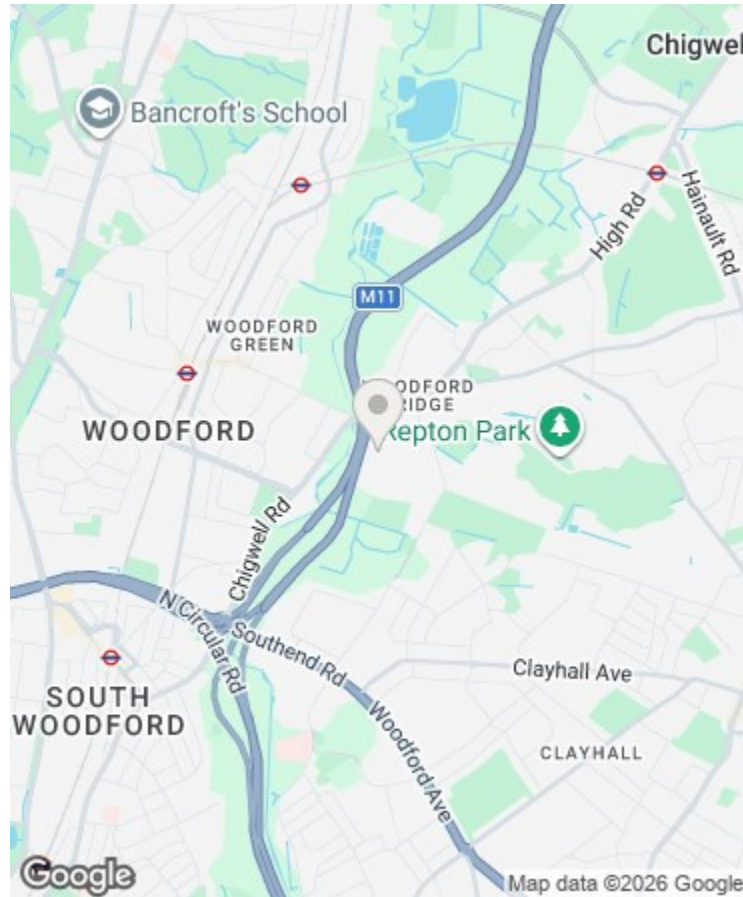 Chigwel
Bancroft's School
Hainault Rd
High Rd
M11
WOODFORD
GREEN
WOODFORD
RIDGE
WOODFORD
Repton Park
Chigwell Rd
N Circular Rd
Southend Rd
Clayhall Ave
SOUTH
WOODFORD
Woodford Ave
CLAYHALL
Google
Map data ©2026 Google